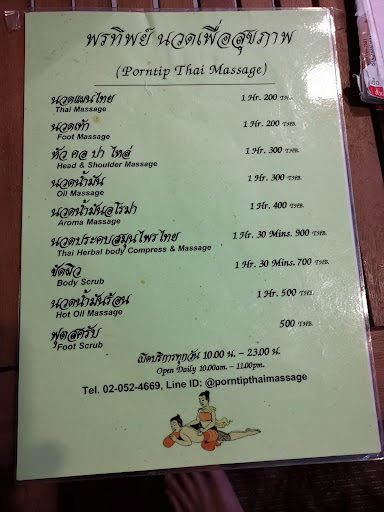 พรทิพย์ นวดเพื่อสุขภาพ
(Porntip Thai Massage)
นวดแผนไทย 1 Hr. 200 THB.
Thai Massage
นวดเท้า 1 Hr. 200 THB.
Foot Massage
หัว คอ บ่า ไหล่ 1 Hr. 300 THB.
Head & Shoulder Massage
นวดน้ำมัน 1 Hr. 300 THB.
Oil Massage
นวดน้ำมันอโรม่า 1 Hr. 400 THB.
Aroma Massage
นวดประคบสมุนไพรไทย 1 Hr. 30 Mins. 900 THB.
Thai Herbal body Compress & Massage
ขัดผิว 1 Hr. 30 Mins. 700 THB.
Body Scrub
นวดน้ำมันร้อน 1 Hr. 500 THB.
Hot Oil Massage
ฟุตสครับ 500 THB.
Foot Scrub
เปิดบริการทุกวัน 10.00 น. - 23.00 น.
Open Daily 10.00am. - 11.00pm.
Tel. 02-052-4669, Line ID: @porntipthaimassage